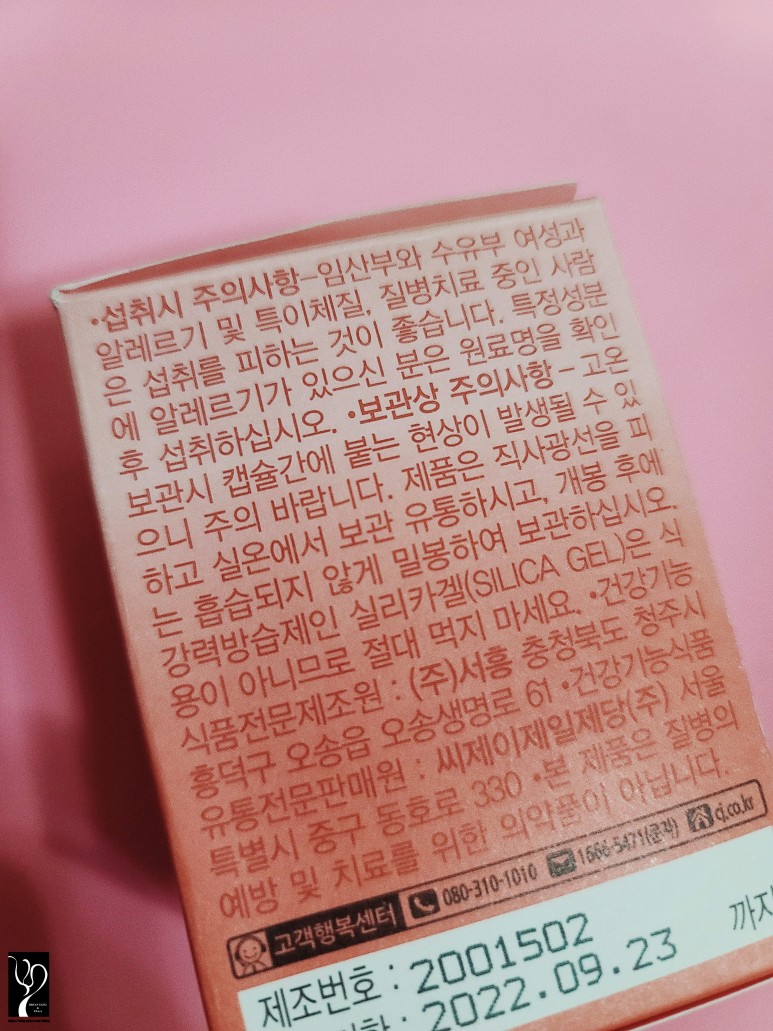 •섭취시 주의사항-임산부와 수유부 여성과
알레르기 및 특이체질, 질병치료 중인 사람
은 섭취를 피하는 것이 좋습니다. 특정성분
에 알레르기가 있으신 분은 원료명을 확인
후 섭취하십시오. •보관상 주의사항 - 고온
보관시 캡슐간에 붙는 현상이 발생될 수 있
으니 주의 바랍니다. 제품은 직사광선을 피
하고 실온에서 보관 유통하시고, 개봉 후에
는 흡습되지 않게 밀봉하여 보관하십시오.
강력방습제인 실리카겔(SILICA GEL)은 식
용이 아니므로 절대 먹지 마세요. •건강기능
식품전문제조원 : (주)서흥 충청북도 청주시
흥덕구 오송읍 오송생명로 61 •건강기능식품
유통전문판매원 : 씨제이제일제당(주) 서울
특별시 중구 동호로 330 •본 제품은 질병의
예방 및 치료를 위한 의약품이 아닙니다.
고객행복센터 080-310-1010 1666-5471(문자) cj.co.kr
제조번호 : 2001502
2022.09.23 까지